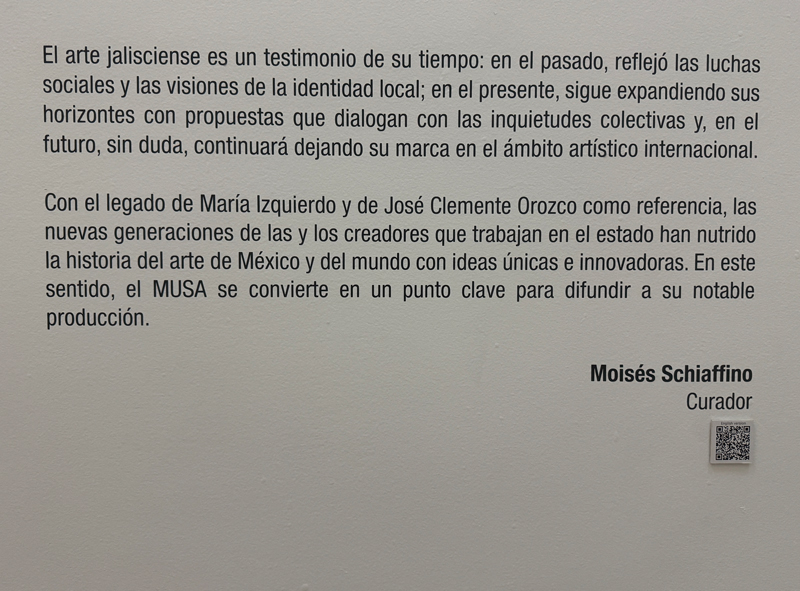 El arte jalisciense es un testimonio de su tiempo: en el pasado, reflejó las luchas
sociales y las visiones de la identidad local; en el presente, sigue expandiendo sus
horizontes con propuestas que dialogan con las inquietudes colectivas y, en el
futuro, sin duda, continuará dejando su marca en el ámbito artístico internacional.
Con el legado de María Izquierdo y de José Clemente Orozco como referencia, las
nuevas generaciones de las y los creadores que trabajan en el estado han nutrido
la historia del arte de México y del mundo con ideas únicas e innovadoras. En este
sentido, el MUSA se convierte en un punto clave para difundir a su notable
producción.
Moisés Schiaffino
Curador